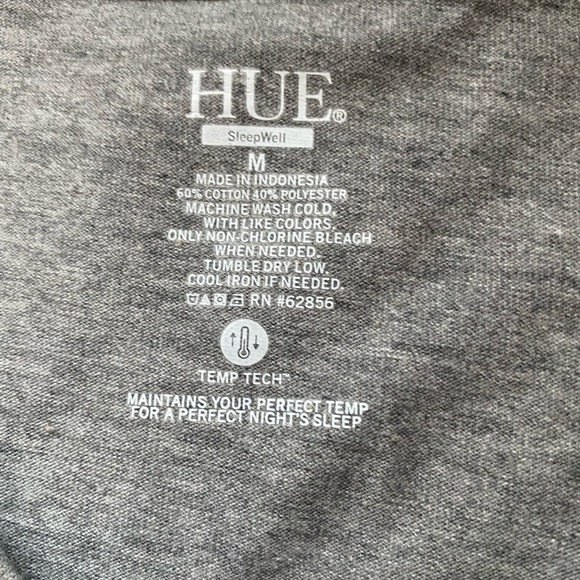 HUE®
SleepWell
M
MADE IN INDONESIA
60% COTTON 40% POLYESTER
MACHINE WASH COLD,
WITH LIKE COLORS,
ONLY NON-CHLORINE BLEACH
WHEN NEEDED.
TUMBLE DRY LOW,
COOL IRON IF NEEDED.
RN #62856
TEMP TECH™
MAINTAINS YOUR PERFECT TEMP
FOR A PERFECT NIGHT'S SLEEP